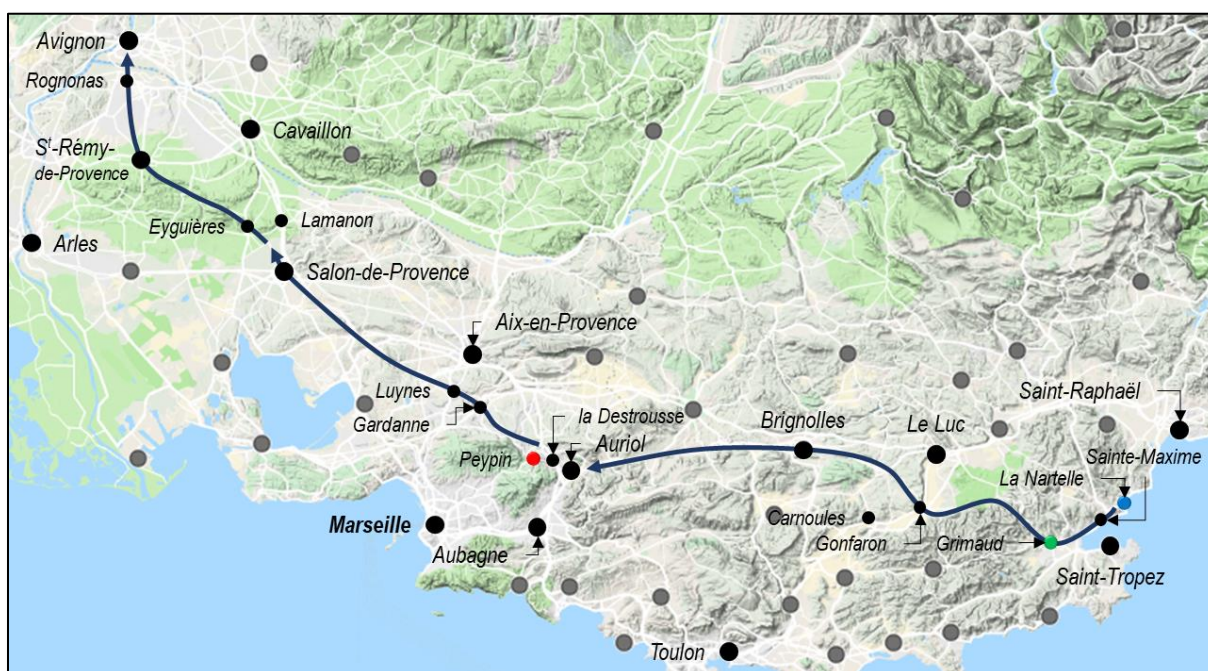 Avignon
Rognonas
Cavaillon
St-Rémy-
de-Provence
Eyguières
Lamanon
Arles
Salon-de-Provence
Aix-en-Provence
Luynes
Gardanne
la Destrousse
Auriol
Peypin
Brignolles
Le Luc
Saint-Raphaël
Sainte-Maxime
La Nartelle
Marseille
Aubagne
Carnoules
Gonfaron
Grimaud
Saint-Tropez
Toulon